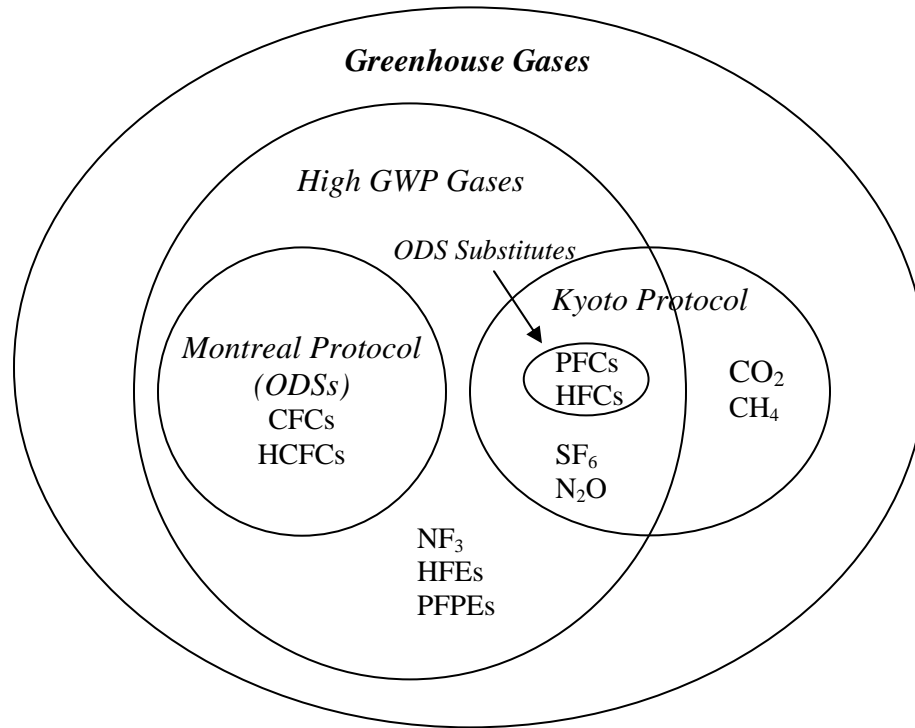 Greenhouse Gases
High GWP Gases
ODS Substitutes
Kyoto Protocol
Montreal Protocol
(ODSs)
CFCs
HCFCs
PFCs
HFCs
SF₆
N₂O
CO₂
CH₄
NF₃
HFEs
PFPEs